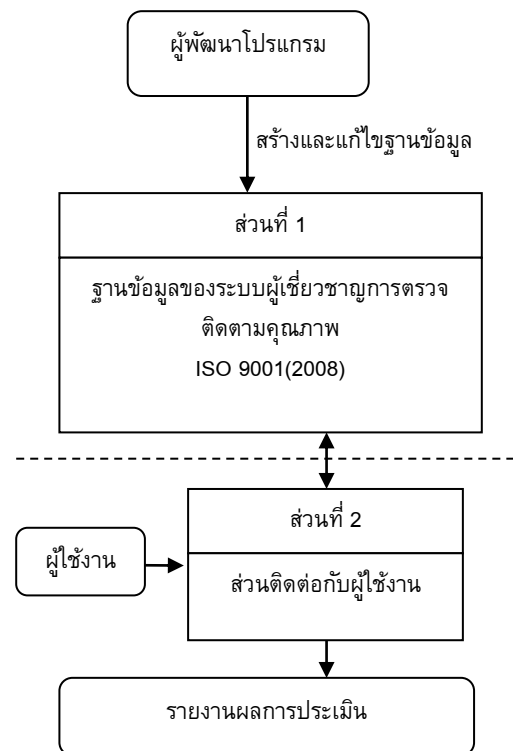 ผู้พัฒนาโปรแกรม
สร้างและแก้ไขฐานข้อมูล
ส่วนที่ 1
ฐานข้อมูลของระบบผู้เชี่ยวชาญการตรวจ
ติดตามคุณภาพ
ISO 9001(2008)
ส่วนที่ 2
ผู้ใช้งาน
ส่วนติดต่อกับผู้ใช้งาน
รายงานผลการประเมิน